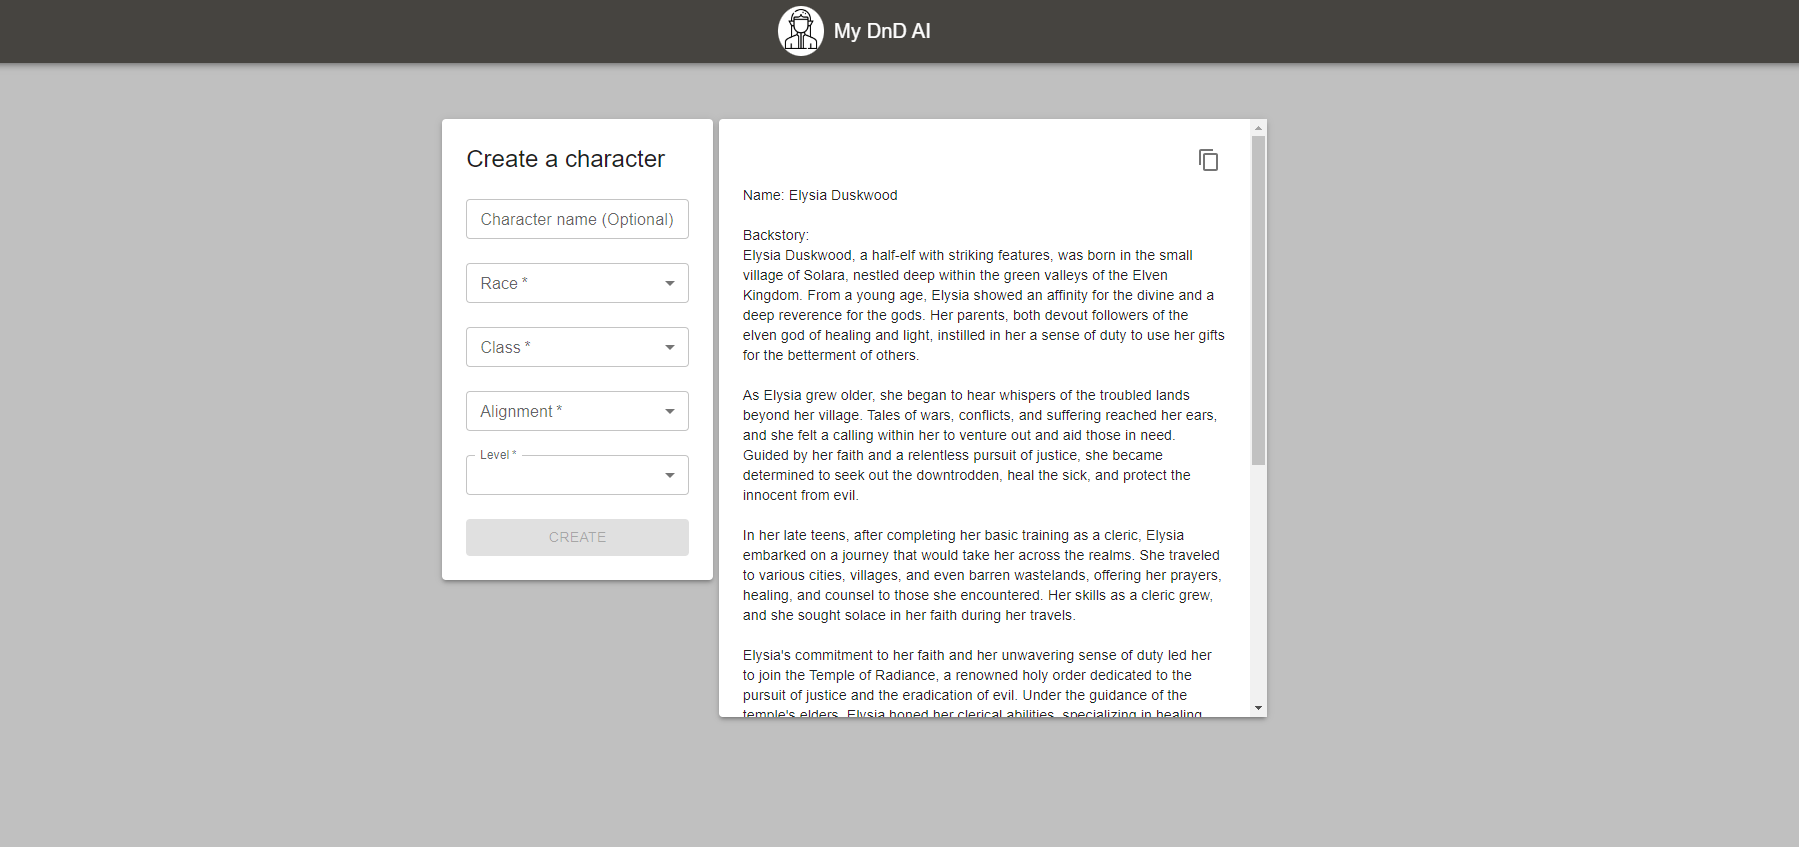 My DnD AI
Create a character
Character name (Optional)
Race *
Class *
Alignment *
Level *
CREATE
Name: Elysia Duskwood
Backstory:
Elysia Duskwood, a half-elf with striking features, was born in the small
village of Solara, nestled deep within the green valleys of the Elven
Kingdom. From a young age, Elysia showed an affinity for the divine and a
deep reverence for the gods. Her parents, both devout followers of the
elven god of healing and light, instilled in her a sense of duty to use her gifts
for the betterment of others.
As Elysia grew older, she began to hear whispers of the troubled lands
beyond her village. Tales of wars, conflicts, and suffering reached her ears,
and she felt a calling within her to venture out and aid those in need.
Guided by her faith and a relentless pursuit of justice, she became
determined to seek out the downtrodden, heal the sick, and protect the
innocent from evil.
In her late teens, after completing her basic training as a cleric, Elysia
embarked on a journey that would take her across the realms. She traveled
to various cities, villages, and even barren wastelands, offering her prayers,
healing, and counsel to those she encountered. Her skills as a cleric grew,
and she sought solace in her faith during her travels.
Elysia's commitment to her faith and her unwavering sense of duty led her
to join the Temple of Radiance, a renowned holy order dedicated to the
pursuit of justice and the eradication of evil. Under the guidance of the
temple's elders, Elysia honed her clerical abilities, specializing in healing